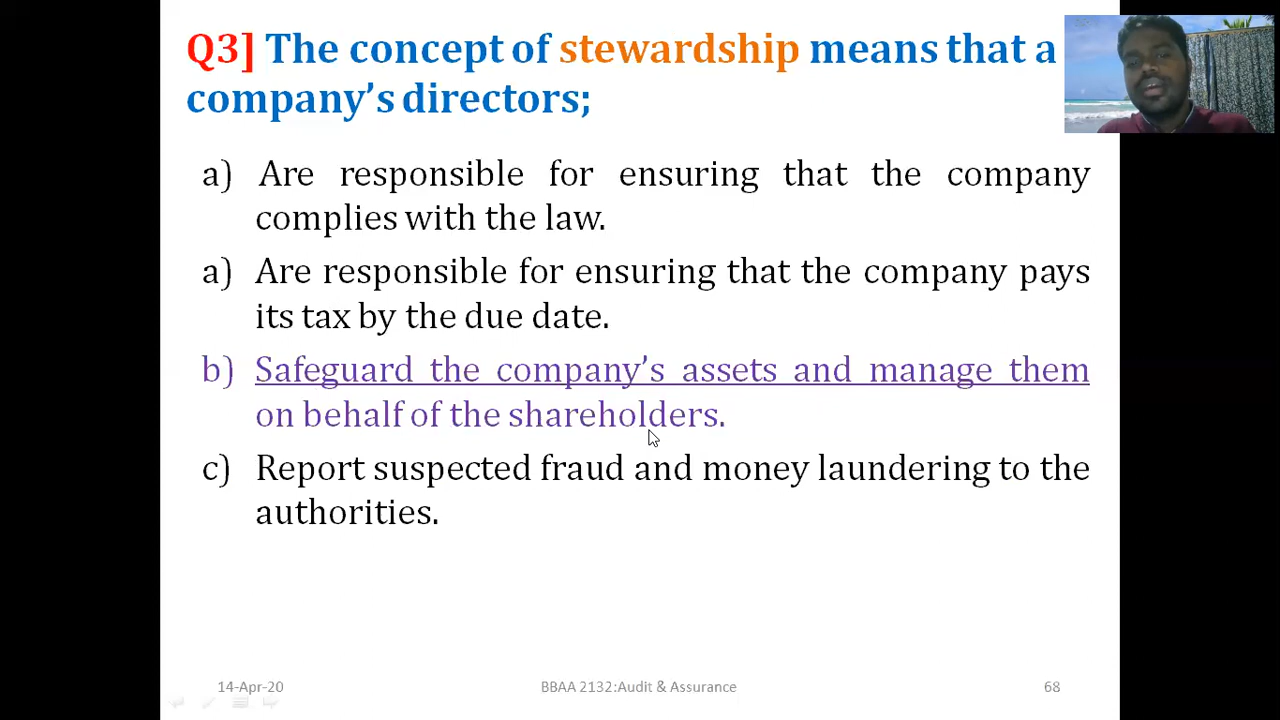 Q3] The concept of stewardship means that a
company's directors;
a) Are responsible for ensuring that the company
complies with the law.
a) Are responsible for ensuring that the company pays
its tax by the due date.
b) Safeguard the company's assets and manage them
on behalf of the shareholders.
c) Report suspected fraud and money laundering to the
authorities.
14-Apr-20 BBAA 2132:Audit & Assurance 68